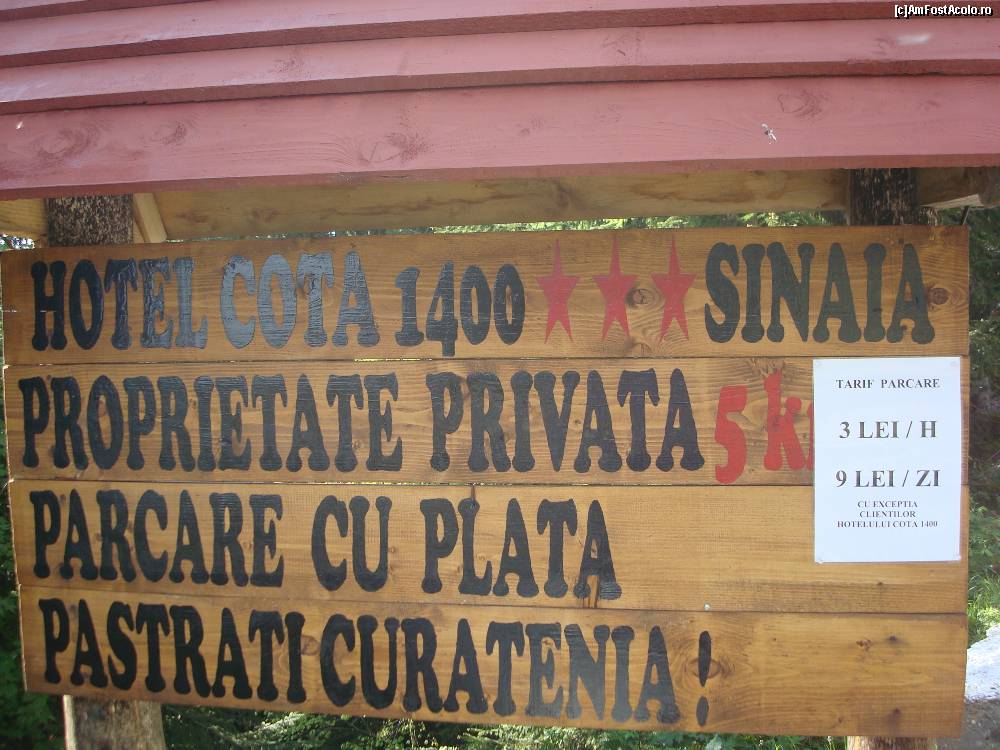 [c]AmFostAcolo.ro
HOTEL COTA 1400 SINAIA
PROPRIETATE PRIVATA 5
PARCARE CU PLATA
PASTRATI CURATENIA!
TARIF PARCARE
3 LEI / H
9 LEI / ZI
CU EXCEPTIA
CLIENTILOR
HOTELULUI COTA 1400